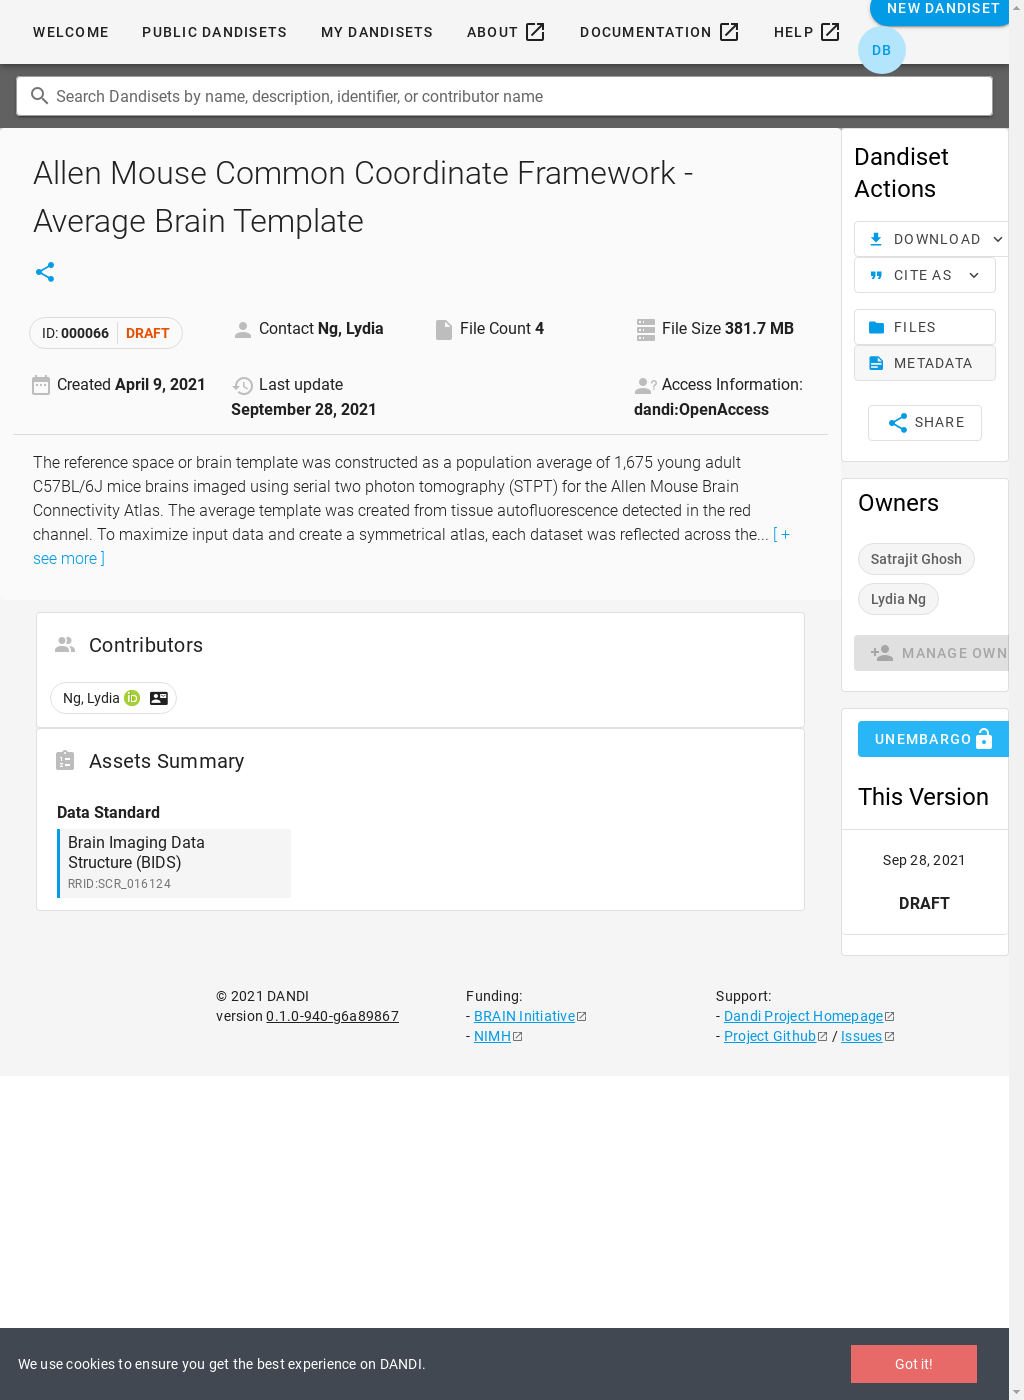 WELCOME PUBLIC DANDISETS MY DANDISETS ABOUT DOCUMENTATION HELP NEW DANDISET
DB
Search Dandisets by name, description, identifier, or contributor name
Allen Mouse Common Coordinate Framework -
Average Brain Template
ID: 000066 DRAFT
Contact Ng, Lydia
File Count 4
File Size 381.7 MB
Created April 9, 2021
Last update
September 28, 2021
Access Information:
dandi:OpenAccess
The reference space or brain template was constructed as a population average of 1,675 young adult
C57BL/6J mice brains imaged using serial two photon tomography (STPT) for the Allen Mouse Brain
Connectivity Atlas. The average template was created from tissue autofluorescence detected in the red
channel. To maximize input data and create a symmetrical atlas, each dataset was reflected across the... [ +
see more ]
Contributors
Ng, Lydia iD
Assets Summary
Data Standard
Brain Imaging Data
Structure (BIDS)
RRID:SCR_016124
Dandiset
Actions
DOWNLOAD
CITE AS
FILES
METADATA
SHARE
Owners
Satrajit Ghosh
Lydia Ng
MANAGE OWN
UNEMBARGO
This Version
Sep 28, 2021
DRAFT
© 2021 DANDI
version 0.1.0-940-g6a89867
Funding:
- BRAIN Initiative
- NIMH
Support:
- Dandi Project Homepage
- Project Github / Issues
We use cookies to ensure you get the best experience on DANDI.
Got it!